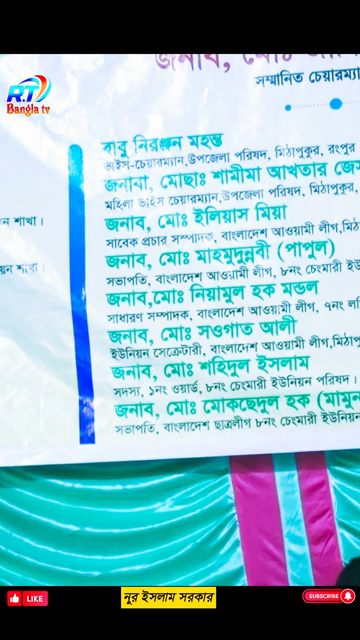 জনাব, মোঃ
সম্মানিত চেয়ারম্যা
R.T
Bangla tv
বাবু নিরঞ্জন মহন্ত
ভাইস-চেয়ারম্যান,উপজেলা পরিষদ, মিঠাপুকুর, রংপুর
জনাবা, মোছাঃ শামীমা আখতার জেস
মহিলা ভাইস চেয়ারম্যান,উপজেলা পরিষদ, মিঠাপুকুর,
ন শাখা।
জনাব, মোঃ ইলিয়াস মিয়া
সাবেক প্রচার সম্পাদক, বাংলাদেশ আওয়ামী লীগ,মিঠা
জনাব, মোঃ মাহমুদুন্নবী (পাপুল)
য়ন শাখা।
সভাপতি, বাংলাদেশ আওয়ামী লীগ, ৮নং চেংমারী ইউ
জনাব,মোঃ নিয়ামুল হক মন্ডল
সাধারণ সম্পাদক, বাংলাদেশ আওয়ামী লীগ, ৭নং
জনাব, মোঃ সওগাত আলী
ইউনিয়ন সেক্রেটারী, বাংলাদেশ আওয়ামী লীগ,মিঠাপু
জনাব, মোঃ শহিদুল ইসলাম
সদস্য, ১নং ওয়ার্ড, ৮নং চেংমারী ইউনিয়ন পরিষদ।
জনাব, মোঃ মোকছেদুল হক (মামুন
সভাপতি, বাংলাদেশ ছাত্রলীগ ৮নং চেংমারী ইউনিয়ন
LIKE
নুর ইসলাম সরকার
SUBSCRIBE